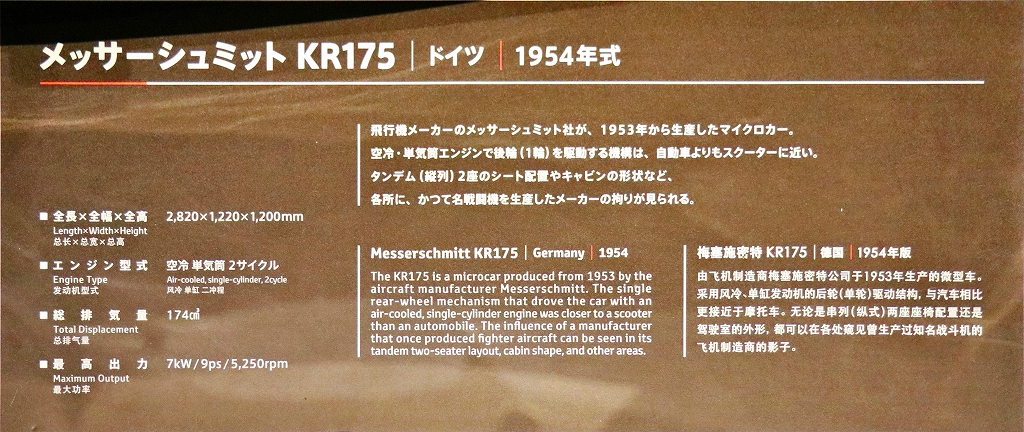 メッサーシュミット KR175 | ドイツ | 1954年式
飛行機メーカーのメッサーシュミット社が、1953年から生産したマイクロカー。
空冷・単気筒エンジンで後輪(1輪)を駆動する機構は、自動車よりもスクーターに近い。
タンデム(縦列)2座のシート配置やキャビンの形状など、
各所に、かつて名戦闘機を生産したメーカーの拘りが見られる。
■ 全長×全幅×全高 2,820×1,220×1,200mm
Length×Width×Height
总长×总宽×总高
■ エンジン型式 空冷 単気筒 2サイクル
Engine Type Air-cooled, single-cylinder, 2cycle
发动机型式 风冷 单缸 二冲程
■ 総排気量 174㎤
Total Displacement
总排气量
■ 最高出力 7kW/9ps/5,250rpm
Maximum Output
最大功率
Messerschmitt KR175 | Germany | 1954
The KR175 is a microcar produced from 1953 by the
aircraft manufacturer Messerschmitt. The single
rear-wheel mechanism that drove the car with an
air-cooled, single-cylinder engine was closer to a scooter
than an automobile. The influence of a manufacturer
that once produced fighter aircraft can be seen in its
tandem two-seater layout, cabin shape, and other areas.
梅塞施密特 KR175 | 德国 | 1954年版
由飞机制造商梅塞施密特公司于1953年生产的微型车。
采用风冷、单缸发动机的后轮(单轮)驱动结构，与汽车相比
更接近于摩托车。无论是串列(纵式)两座座椅配置还是
驾驶室的外形，都可以在各处窥见曾生产过知名战斗机的
飞机制造商的影子。